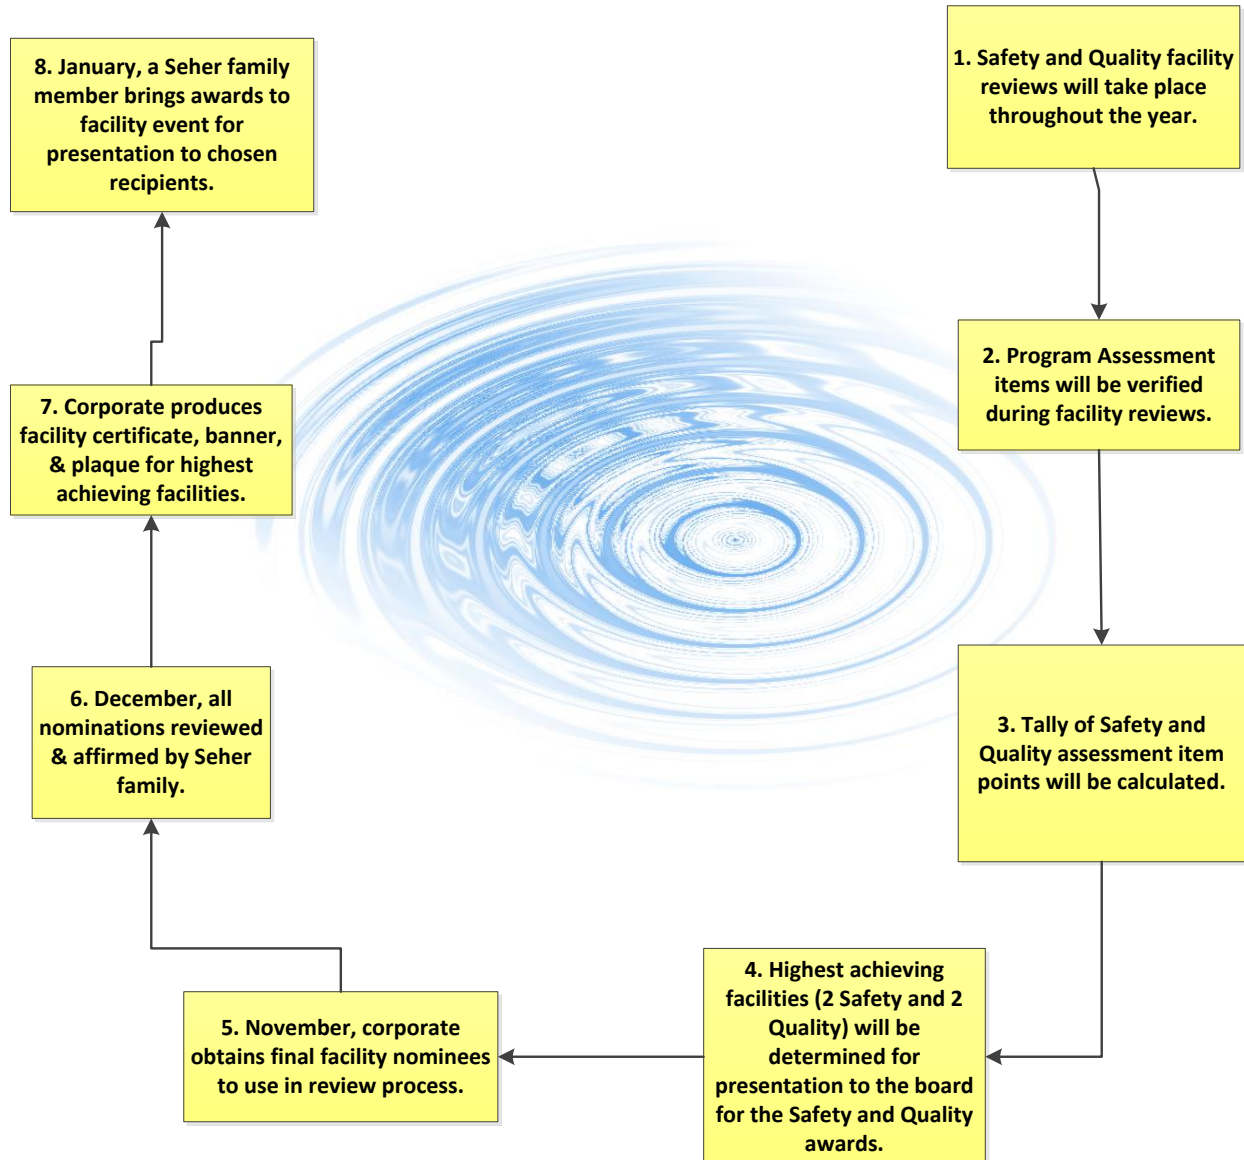 1. Safety and Quality facility
reviews will take place
throughout the year.
2. Program Assessment
items will be verified
during facility reviews.
3. Tally of Safety and
Quality assessment item
points will be calculated.
4. Highest achieving
facilities (2 Safety and 2
Quality) will be
determined for
presentation to the board
for the Safety and Quality
awards.
5. November, corporate
obtains final facility nominees
to use in review process.
6. December, all
nominations reviewed
& affirmed by Seher
family.
7. Corporate produces
facility certificate, banner,
& plaque for highest
achieving facilities.
8. January, a Seher family
member brings awards to
facility event for
presentation to chosen
recipients.